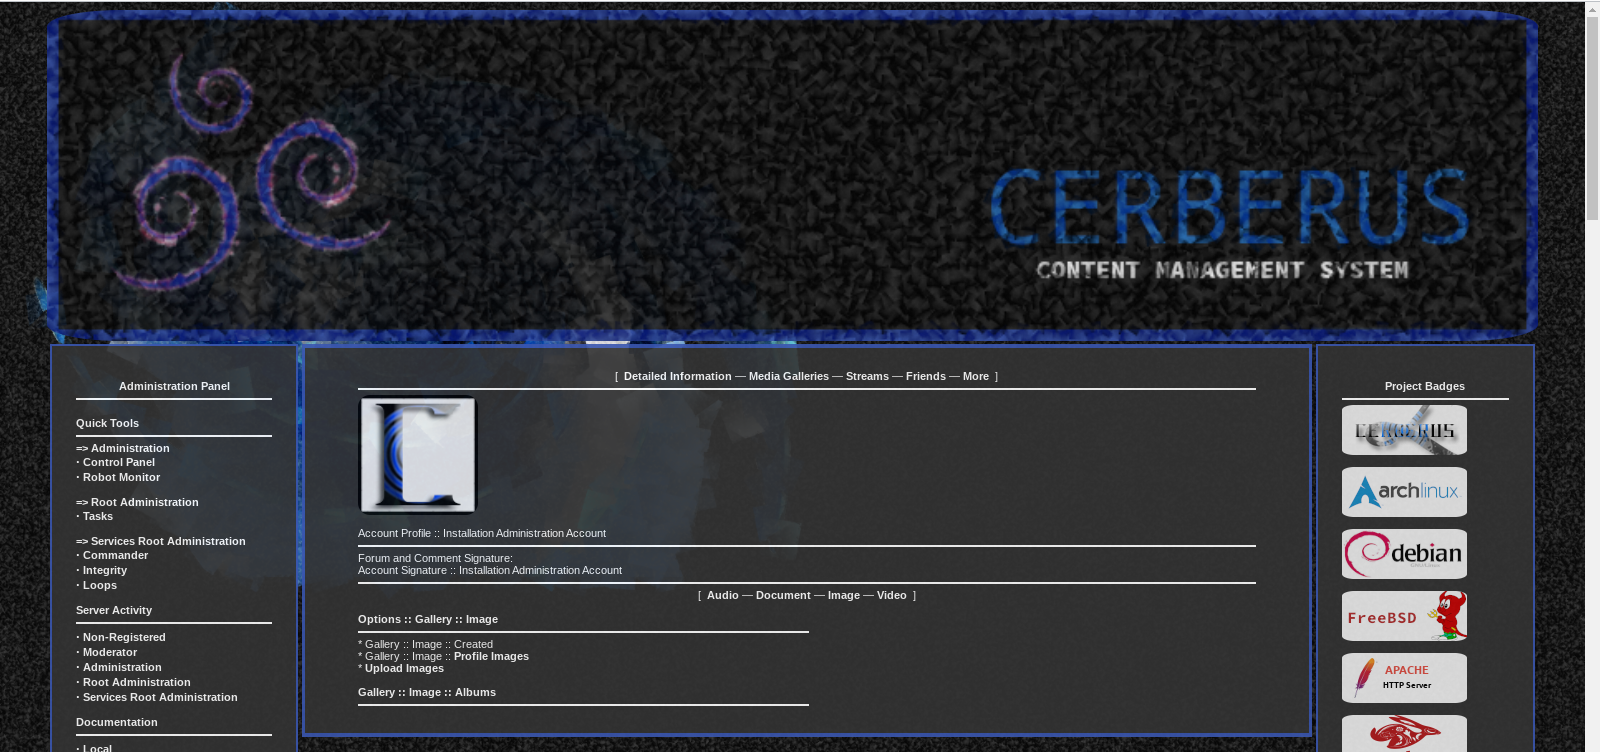 CERBERUS
CONTENT MANAGEMENT SYSTEM
Administration Panel
Quick Tools
=> Administration
· Control Panel
· Robot Monitor
=> Root Administration
· Tasks
=> Services Root Administration
· Commander
· Integrity
· Loops
Server Activity
· Non-Registered
· Moderator
· Administration
· Root Administration
· Services Root Administration
Documentation
· Local
[ Detailed Information — Media Galleries — Streams — Friends — More ]
Account Profile :: Installation Administration Account
Forum and Comment Signature:
Account Signature :: Installation Administration Account
[ Audio — Document — Image — Video ]
Options :: Gallery :: Image
* Gallery :: Image :: Created
* Gallery :: Image :: Profile Images
* Upload Images
Gallery :: Image :: Albums
Project Badges
CERBERUS
archlinux
debian
FreeBSD
APACHE
HTTP Server